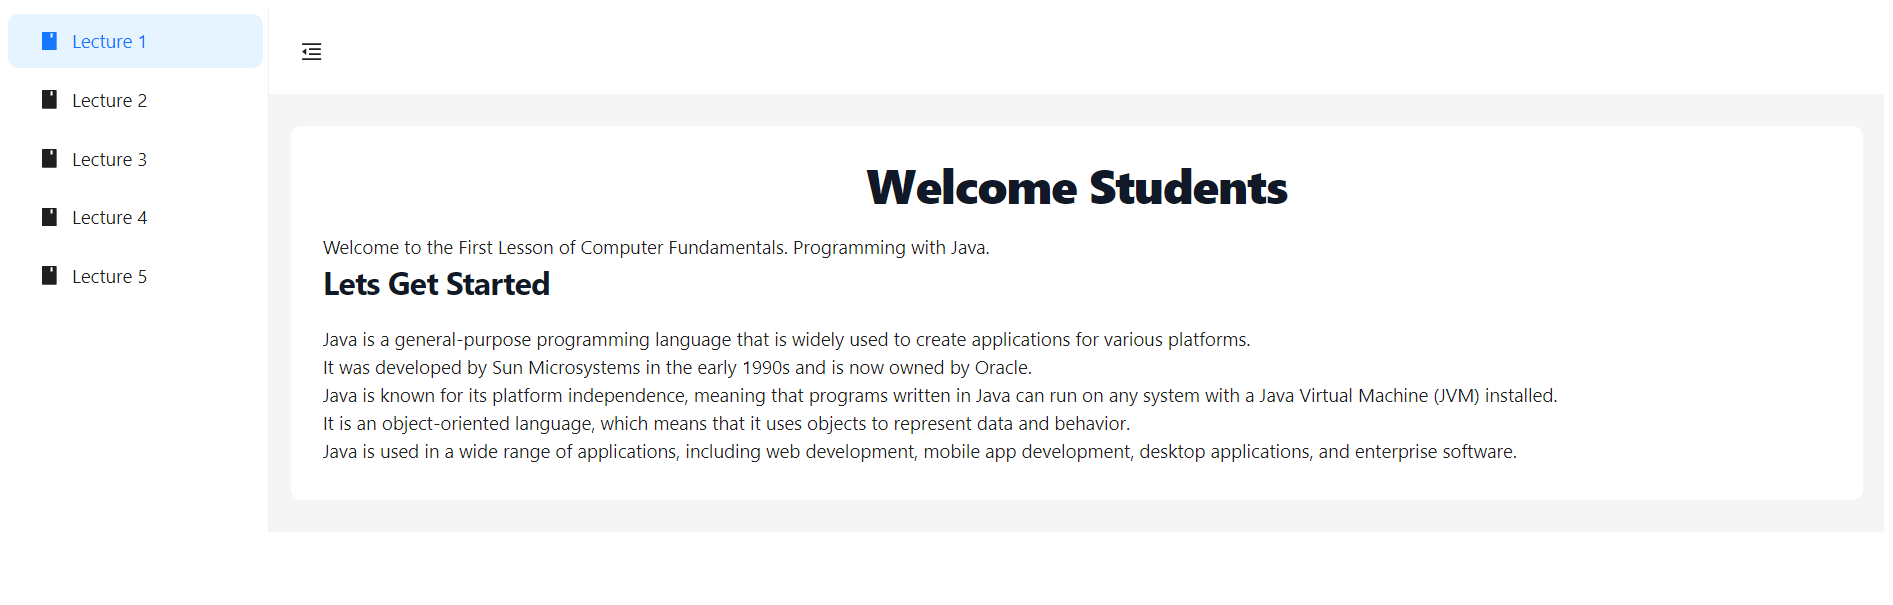 Lecture 1
Lecture 2
Lecture 3
Lecture 4
Lecture 5
Welcome Students
Welcome to the First Lesson of Computer Fundamentals. Programming with Java.
Lets Get Started
Java is a general-purpose programming language that is widely used to create applications for various platforms.
It was developed by Sun Microsystems in the early 1990s and is now owned by Oracle.
Java is known for its platform independence, meaning that programs written in Java can run on any system with a Java Virtual Machine (JVM) installed.
It is an object-oriented language, which means that it uses objects to represent data and behavior.
Java is used in a wide range of applications, including web development, mobile app development, desktop applications, and enterprise software.